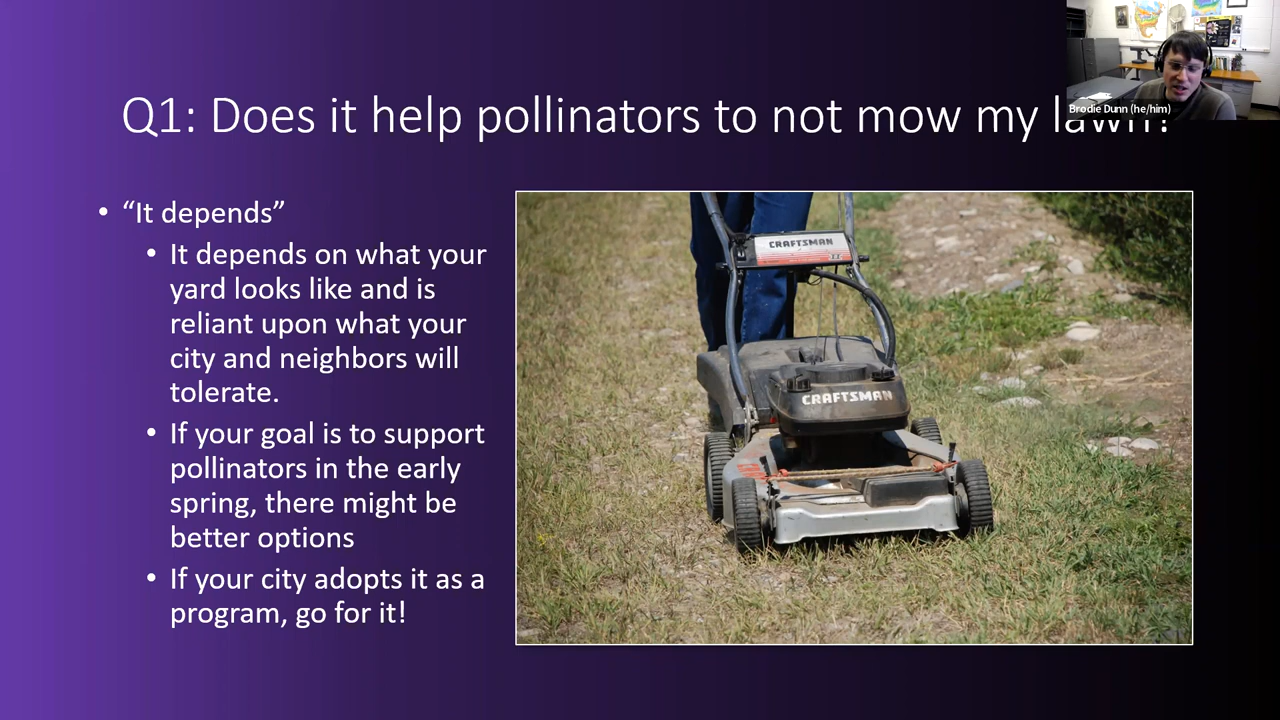 Q1: Does it help pollinators to not mow my lawn?
Brodie Dunn (he/him)
• “It depends”
• It depends on what your
yard looks like and is
reliant upon what your
city and neighbors will
tolerate.
• If your goal is to support
pollinators in the early
spring, there might be
better options
• If your city adopts it as a
program, go for it!
CRAFTSMAN
CRAFTSMAN